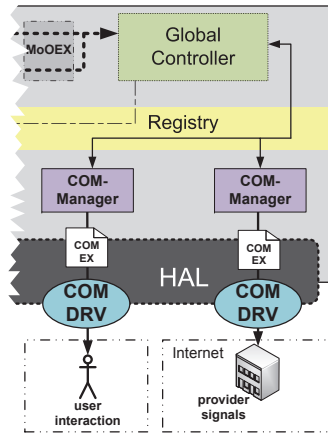 MoOEX
Global
Controller
Registry
COM-
Manager
COM-
Manager
COM
EX
COM
EX
HAL
COM
DRV
COM
DRV
Internet
user
interaction
provider
signals